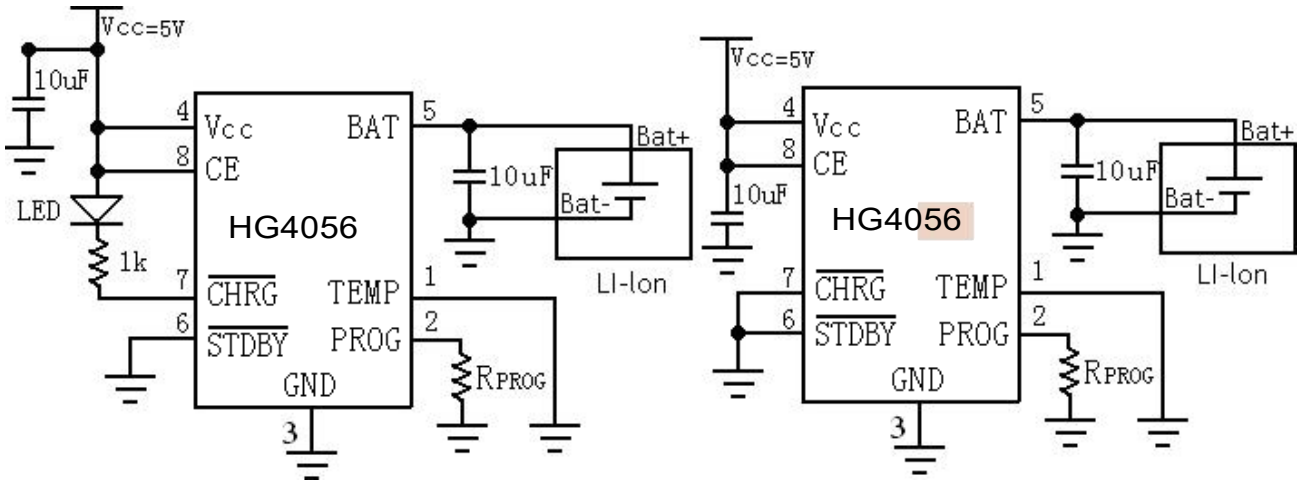 Vcc=5V
10uF
4
Vcc
BAT
5
8
CE
Bat+
10uF
Bat-
LED
HG4056
LI-Ion
1k
7
CHRG
TEMP
1
6
STDBY
PROG
2
RPROG
GND
3
Vcc=5V
4
Vcc
BAT
5
8
CE
Bat+
10uF
10uF
Bat-
HG4056
LI-Ion
7
CHRG
TEMP
1
6
STDBY
PROG
2
RPROG
GND
3